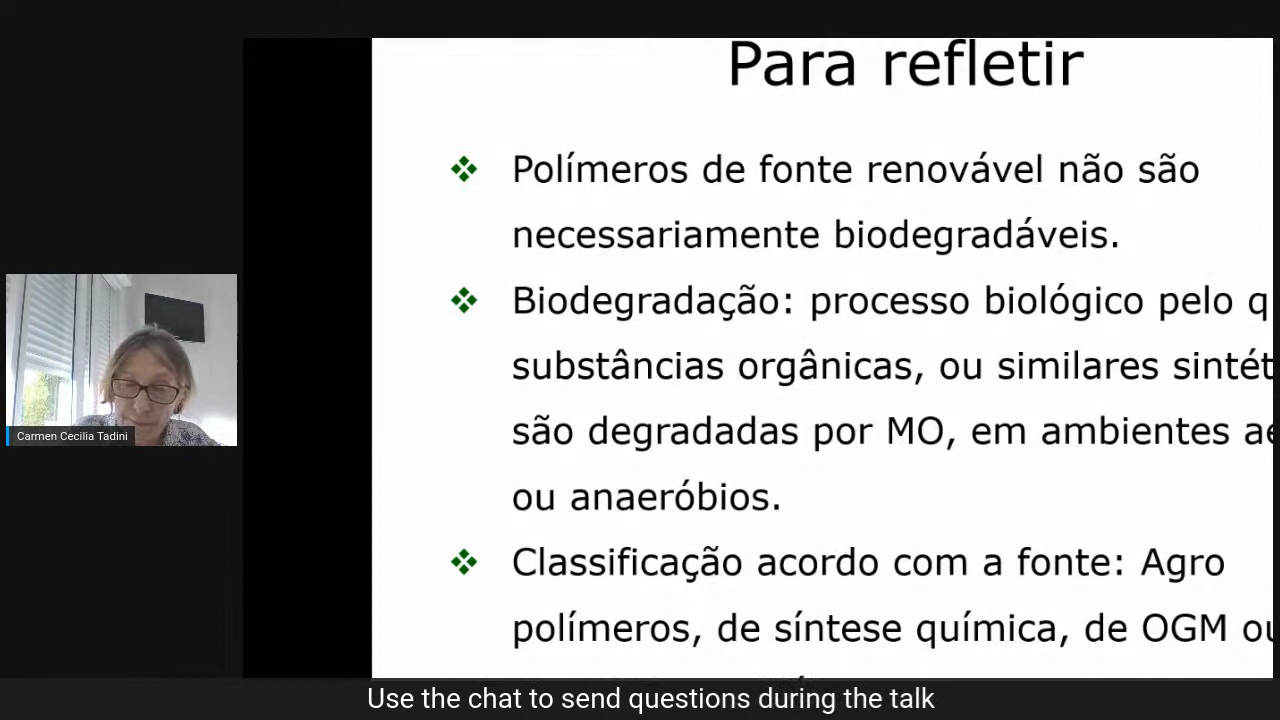 Para refletir
Polímeros de fonte renovável não são
necessariamente biodegradáveis.
Biodegradação: processo biológico pelo q
substâncias orgânicas, ou similares sintét
são degradadas por MO, em ambientes ae
ou anaeróbios.
Classificação acordo com a fonte: Agro
polímeros, de síntese química, de OGM ou
Carmen Cecilia Tadini
Use the chat to send questions during the talk